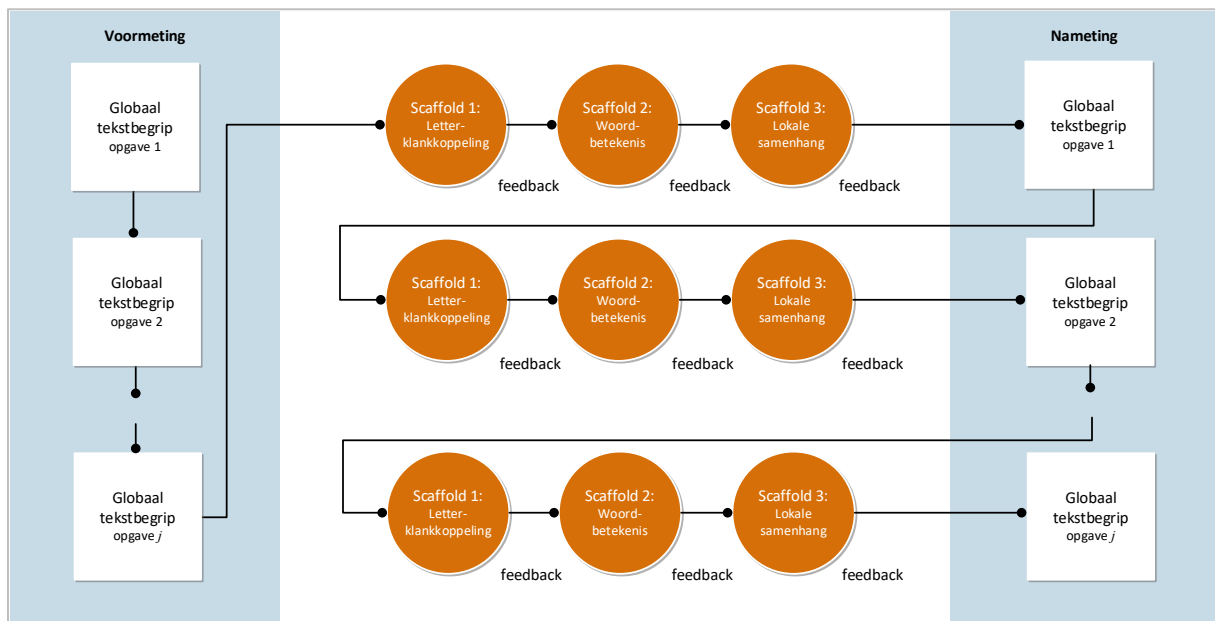 Voormeting
Globaal
tekstbegrip
opgave 1
Globaal
tekstbegrip
opgave 2
Globaal
tekstbegrip
opgave j
Scaffold 1:
Letter-
klankkoppeling
feedback
Scaffold 2:
Woord-
betekenis
feedback
Scaffold 3:
Lokale
samenhang
feedback
Scaffold 1:
Letter-
klankkoppeling
feedback
Scaffold 2:
Woord-
betekenis
feedback
Scaffold 3:
Lokale
samenhang
feedback
Scaffold 1:
Letter-
klankkoppeling
feedback
Scaffold 2:
Woord-
betekenis
feedback
Scaffold 3:
Lokale
samenhang
feedback
Nameting
Globaal
tekstbegrip
opgave 1
Globaal
tekstbegrip
opgave 2
Globaal
tekstbegrip
opgave j